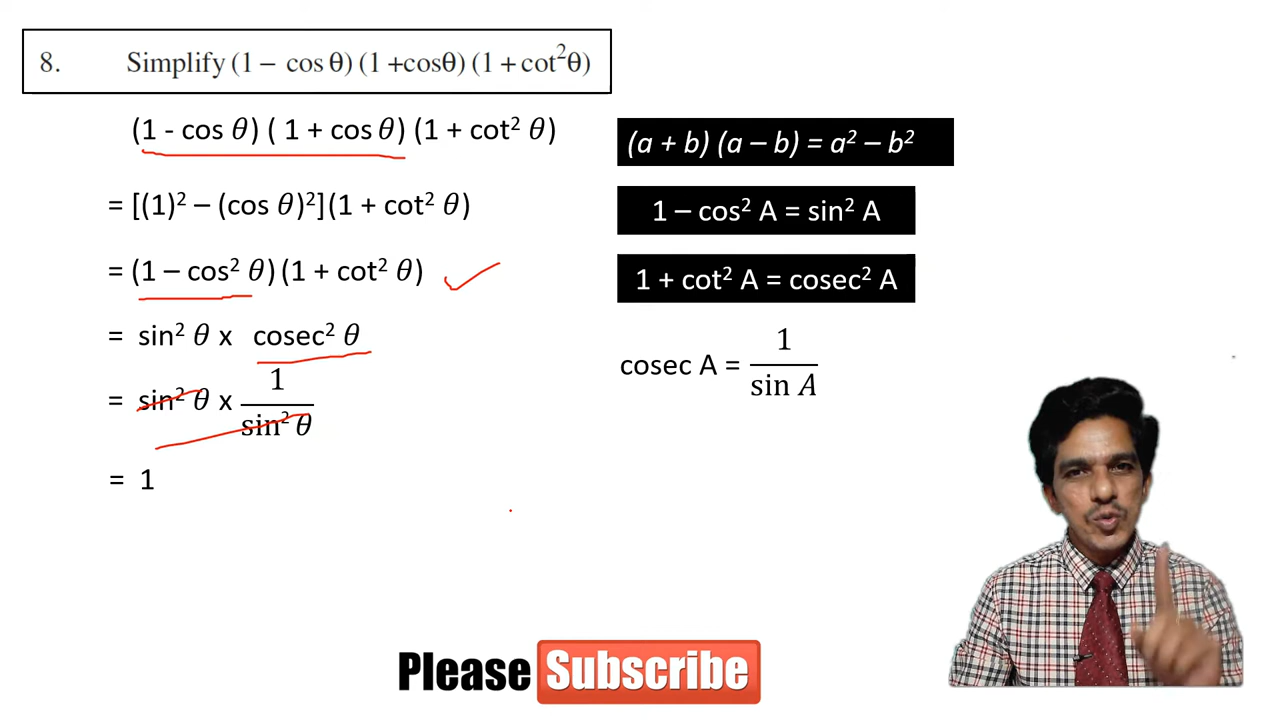 8. Simplify (1 – cos θ) (1 +cosθ) (1 + cot²θ)
(1 - cos θ) ( 1 + cos θ) (1 + cot² θ)
= [(1)² – (cos θ)²](1 + cot² θ)
= (1 – cos² θ) (1 + cot² θ)
= sin² θ x cosec² θ
= sin² θ x 1/sin² θ
= 1
(a + b) (a – b) = a² – b²
1 – cos² A = sin² A
1 + cot² A = cosec² A
cosec A = 1/sin A
Please Subscribe